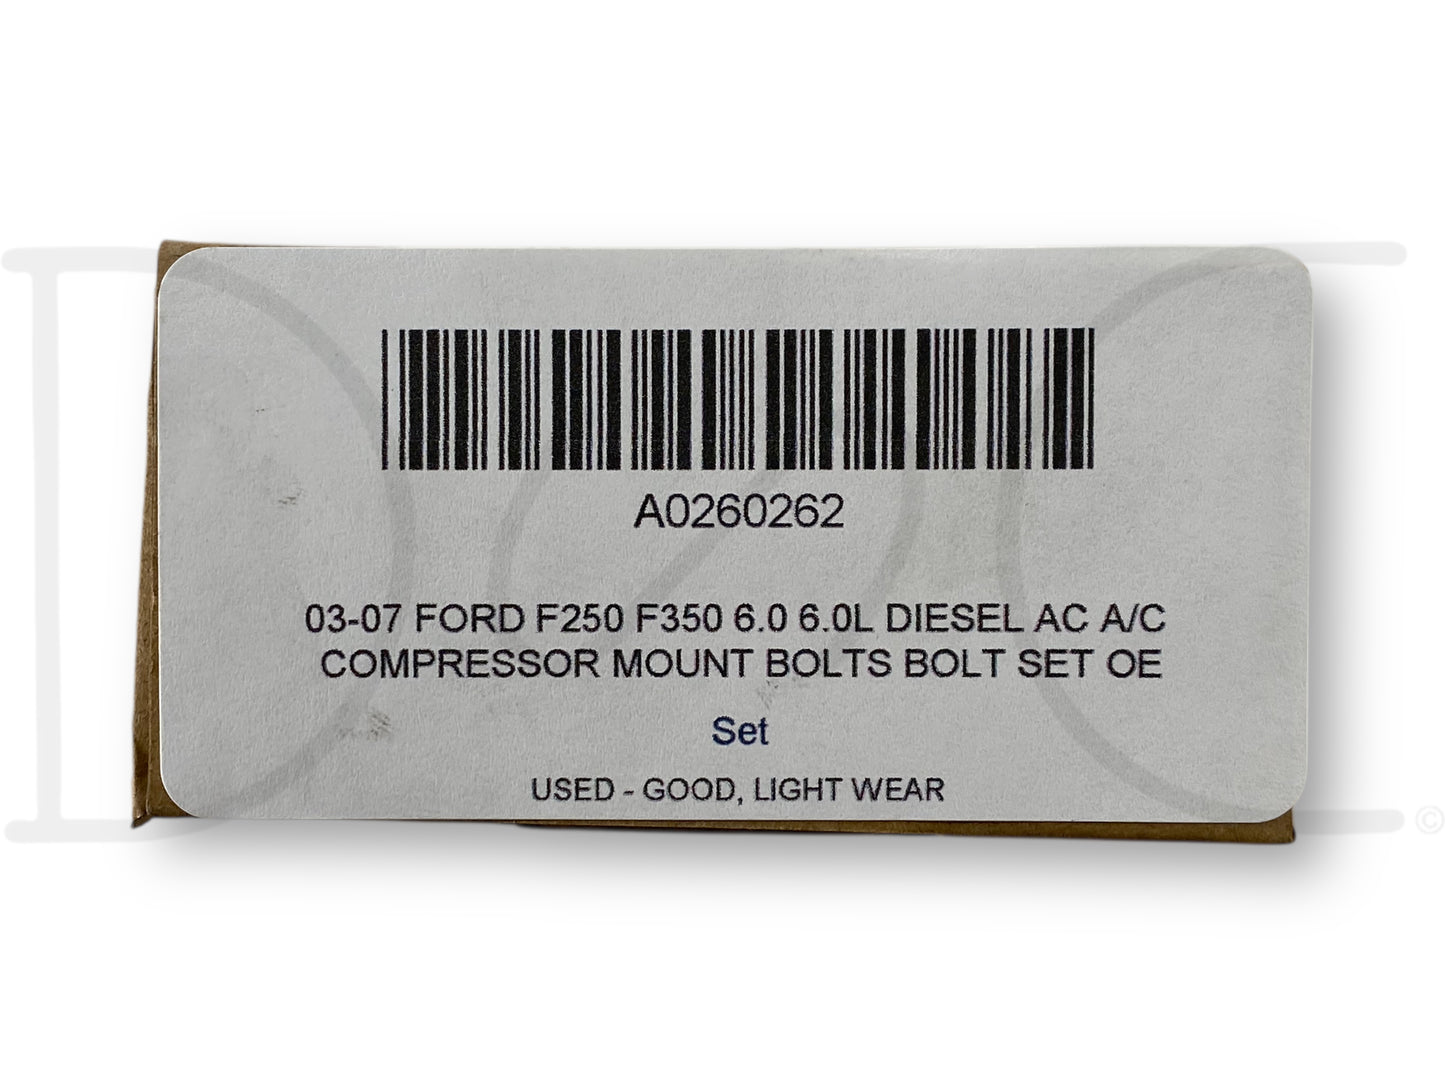 A0260262
03-07 FORD F250 F350 6.0 6.0L DIESEL AC A/C
COMPRESSOR MOUNT BOLTS BOLT SET OE
Set
USED - GOOD, LIGHT WEAR
©